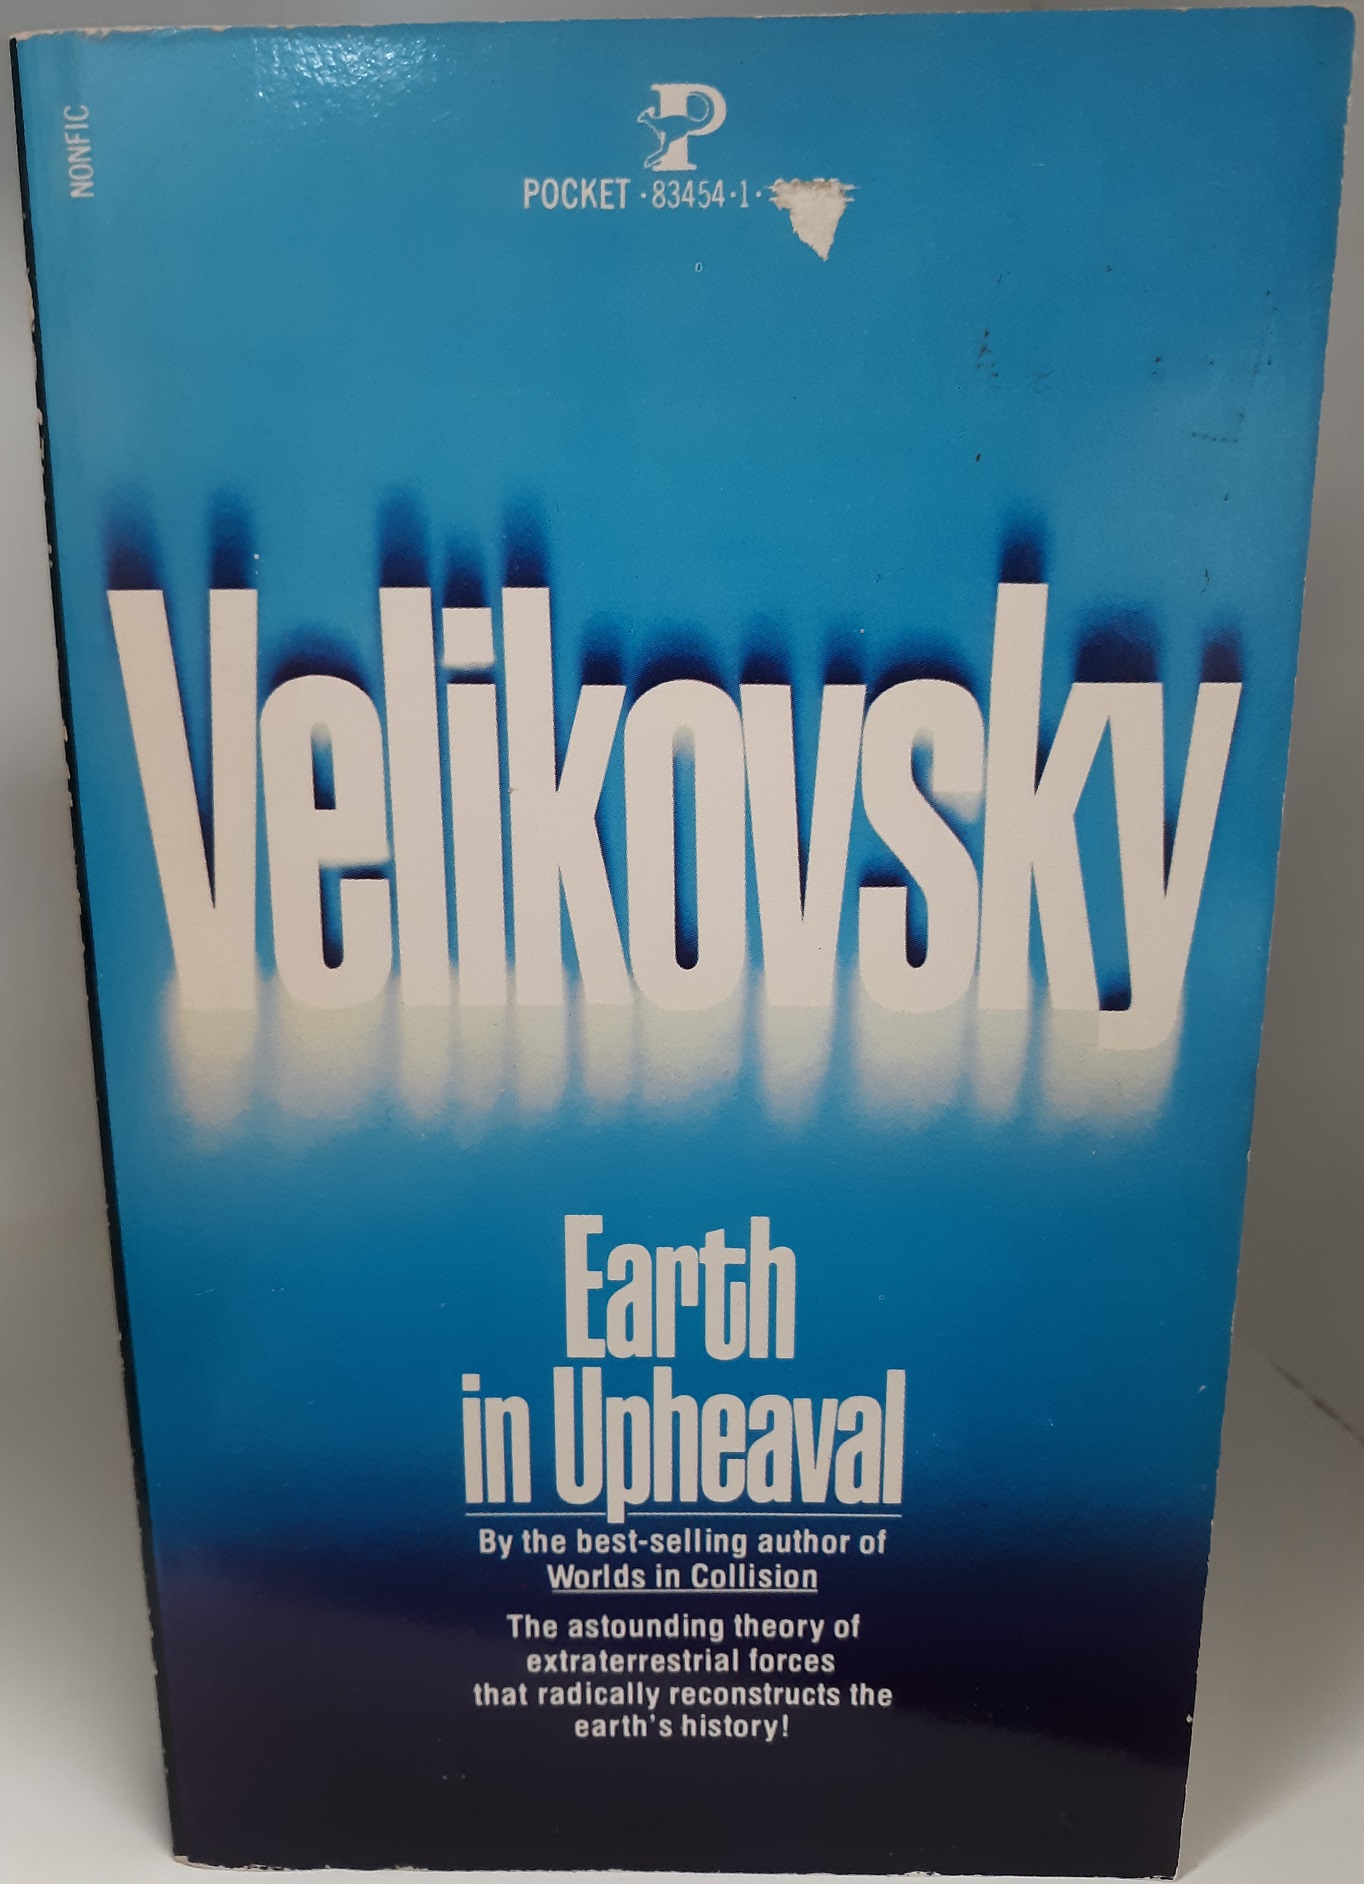 NONFIC
P
POCKET · 83454·1 ·
Velikovsky
Earth
in Upheaval
By the best-selling author of
Worlds in Collision
The astounding theory of
extraterrestrial forces
that radically reconstructs the
earth's history!